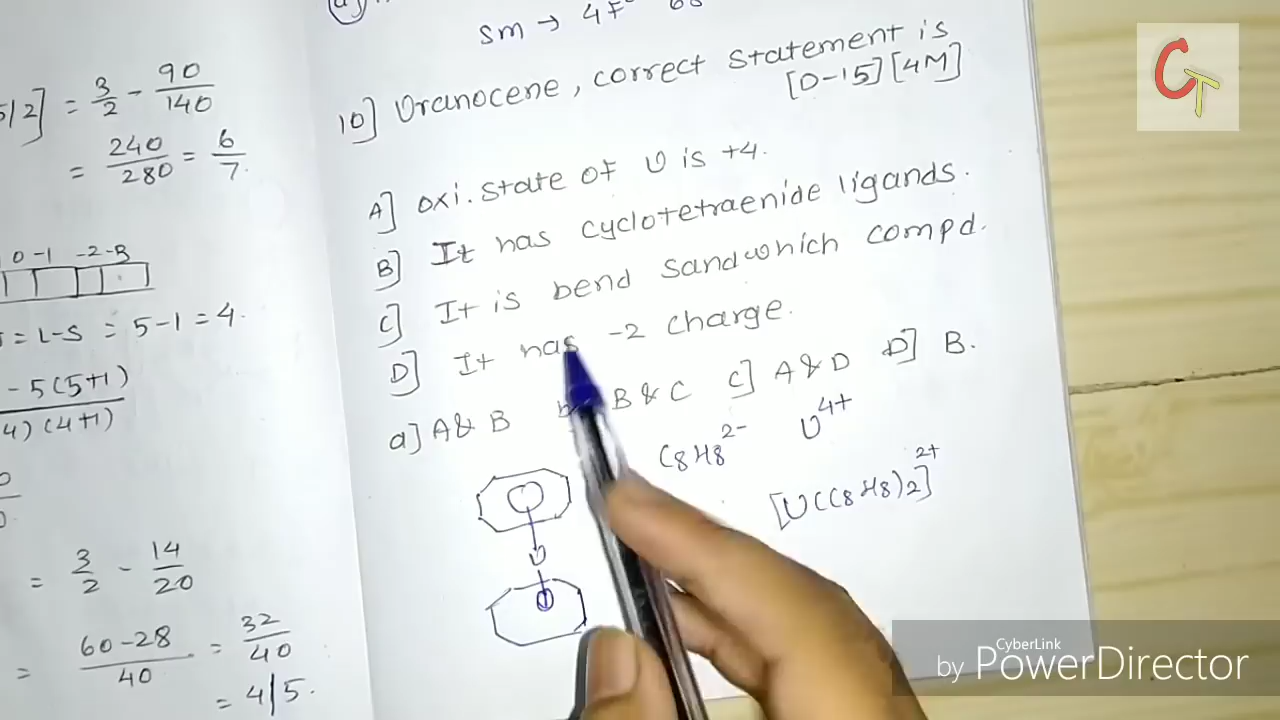 5/2] = 3/2 - 90/140
= 240/280 = 6/7.
0 -1 -2 -3
= L-S = 5-1 = 4.
- 5(5+1)
4)(4+1)
= 3/2 - 14/20
= 60-28/40 = 32/40
= 4/5.
Sm → 4F
10] Uranocene, correct statement is
[D-15][4M]
A] oxi. state of U is +4.
B] It has cyclotetraenide ligands.
C] It is bend sandwhich compd.
D] It has -2 charge.
a] A & B B & C C] A & D D] B.
C8H8 2- U4+
[U(C8H8)2]2+
U
CT
CyberLink
by PowerDirector